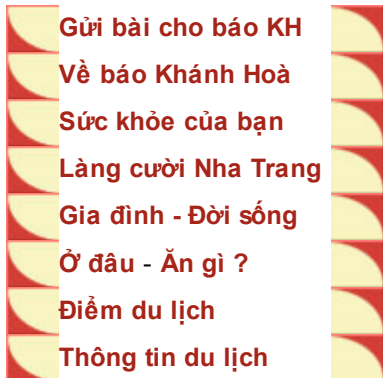 Gửi bài cho báo KH
Về báo Khánh Hoà
Sức khỏe của bạn
Làng cười Nha Trang
Gia đình - Đời sống
Ở đâu - Ăn gì ?
Điểm du lịch
Thông tin du lịch